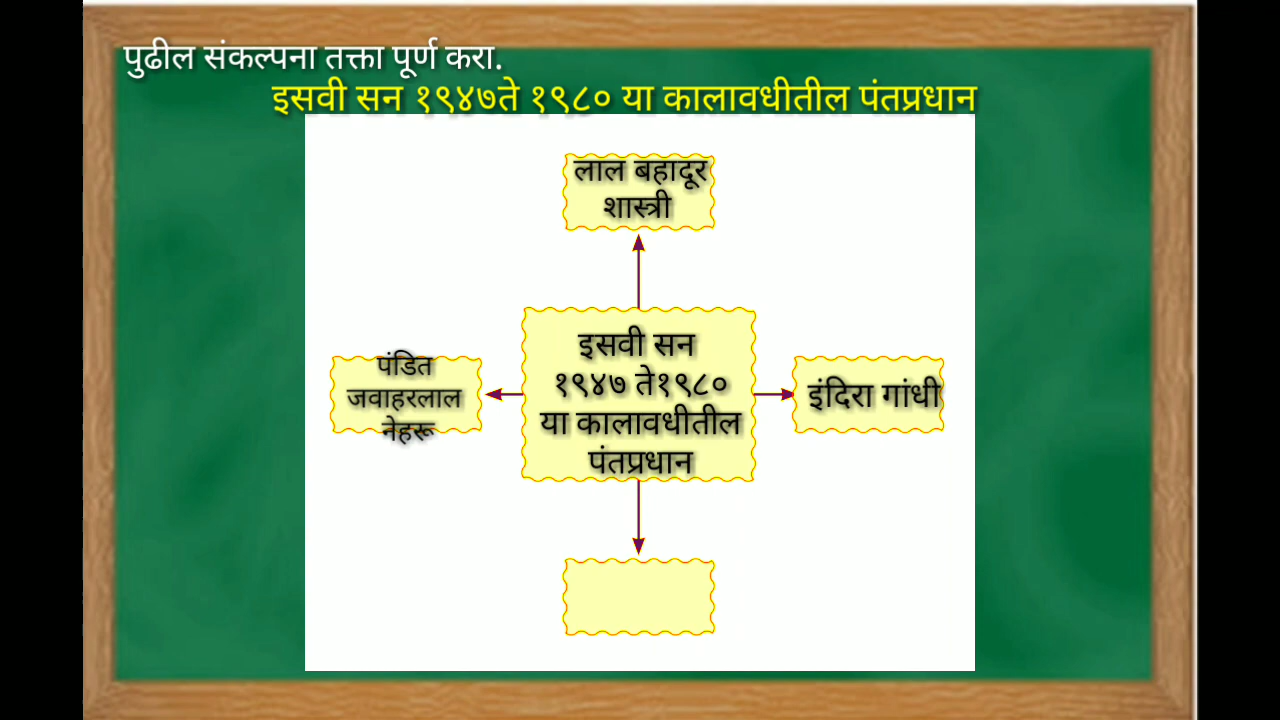 पुढील संकल्पना तक्ता पूर्ण करा.
इसवी सन १९४७ते १९८० या कालावधीतील पंतप्रधान
लाल बहादूर
शास्त्री
पंडित
जवाहरलाल
नेहरू
इसवी सन
१९४७ ते१९८०
या कालावधीतील
पंतप्रधान
इंदिरा गांधी